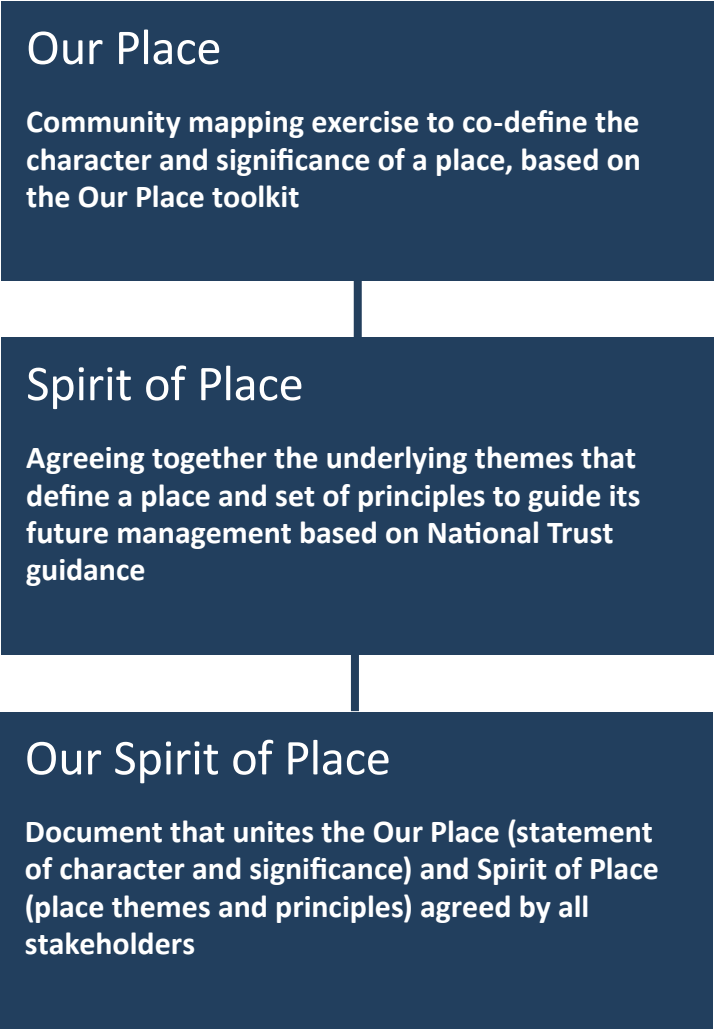 Our Place
Community mapping exercise to co-define the
character and significance of a place, based on
the Our Place toolkit
Spirit of Place
Agreeing together the underlying themes that
define a place and set of principles to guide its
future management based on National Trust
guidance
Our Spirit of Place
Document that unites the Our Place (statement
of character and significance) and Spirit of Place
(place themes and principles) agreed by all
stakeholders